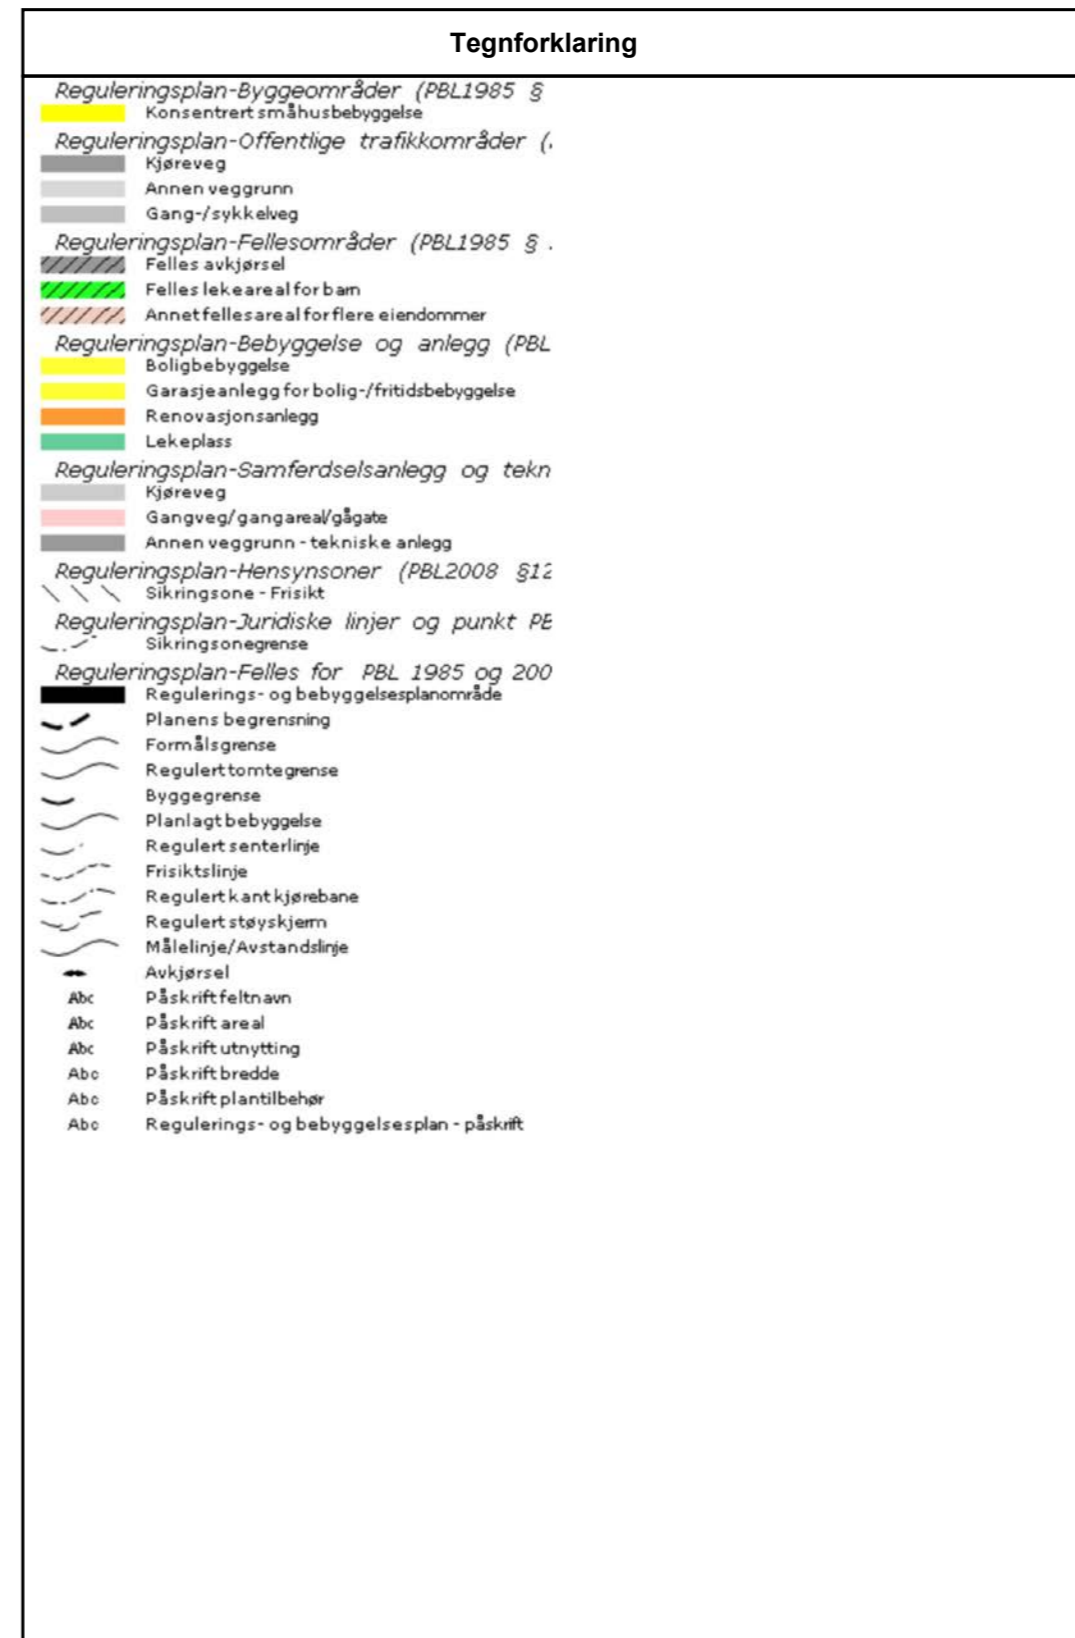 Tegnforklaring
Reguleringsplan-Byggeområder (PBL1985 §
Konsentrert småhusbebyggelse
Reguleringsplan-Offentlige trafikkområder (
Kjøreveg
Annen veggrunn
Gang-/sykkelveg
Reguleringsplan-Fellesområder (PBL1985 §
Felles avkjørsel
Felles lekeareal for barn
Annet fellesareal for flere eiendommer
Reguleringsplan-Bebyggelse og anlegg (PBL
Boligbebyggelse
Garasjeanlegg for bolig-/fritidsbebyggelse
Renovasjonsanlegg
Lekeplass
Reguleringsplan-Samferdselsanlegg og tekn
Kjøreveg
Gangveg/gangareal/gågate
Annen veggrunn - tekniske anlegg
Reguleringsplan-Hensynsoner (PBL2008 §12
Sikringsone - Frisikt
Reguleringsplan-Juridiske linjer og punkt PB
Sikringsonegrense
Reguleringsplan-Felles for PBL 1985 og 200
Regulerings- og bebyggelsesplanområde
Planens begrensning
Formålsgrense
Regulert tomtegrense
Byggegrense
Planlagt bebyggelse
Regulert senterlinje
Frisiktslinje
Regulert kant kjørebane
Regulert støyskjerm
Målelinje/Avstandslinje
Avkjørsel
Abc Påskrift feltnavn
Abc Påskrift areal
Abc Påskrift utnytting
Abc Påskrift bredde
Abc Påskrift plantilbehør
Abc Regulerings- og bebyggelsesplan - påskrift